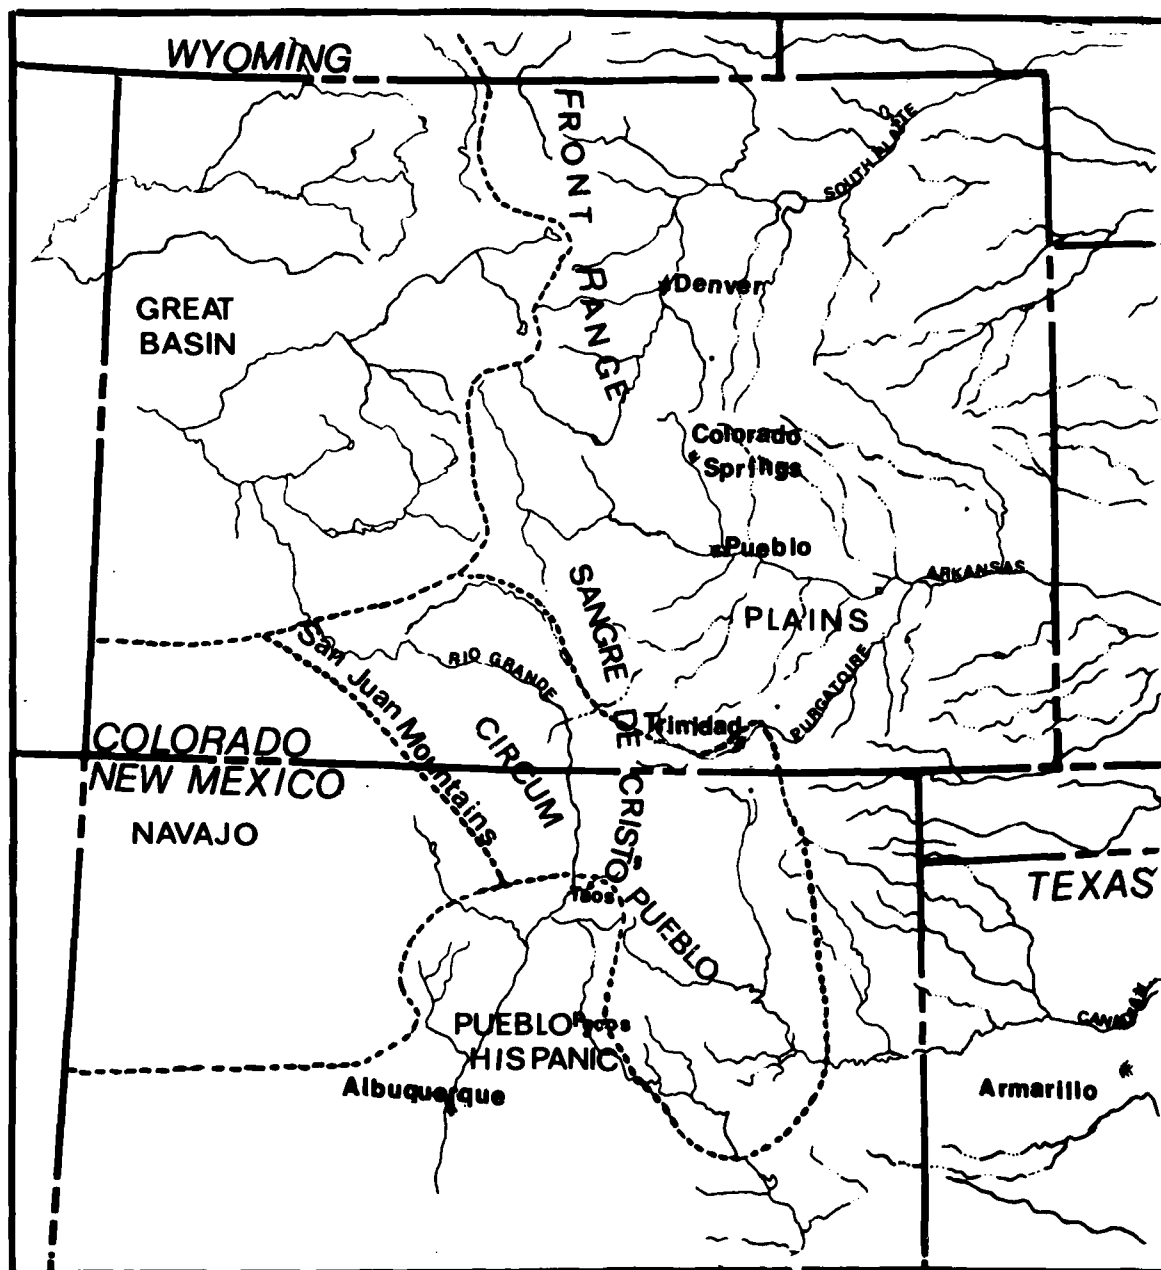 WYOMING
FRONT
RANGE
SOUTH PLATTE
Denver
GREAT
BASIN
Colorado
Springs
Pueblo
ARKANSAS
SANGRE
DE
CRISTO
PLAINS
San Juan Mountains
RIO GRANDE
PURGATOIRE
Trinidad
CIRCUM
PUEBLO
COLORADO
NEW MEXICO
NAVAJO
TEXAS
Taos
PUEBLO
HISPANIC
Pecos
CANADIAN
Albuquerque
Armarillo